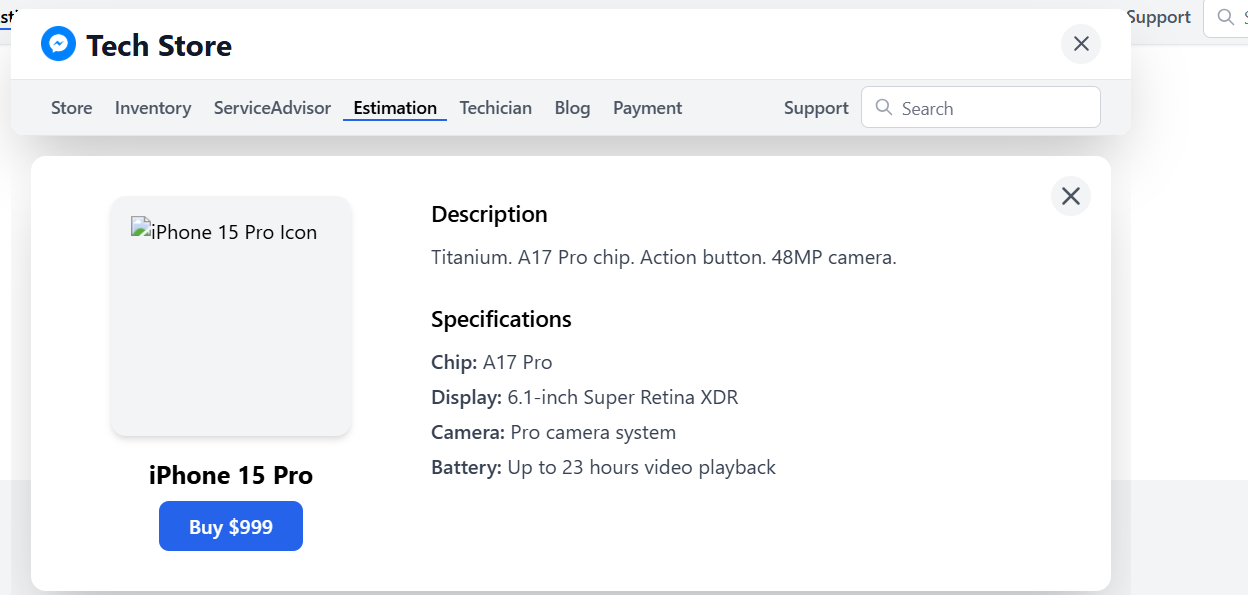 Support
Tech Store
Store Inventory ServiceAdvisor Estimation Techician Blog Payment Support Search
iPhone 15 Pro Icon
iPhone 15 Pro
Buy $999
Description
Titanium. A17 Pro chip. Action button. 48MP camera.
Specifications
Chip: A17 Pro
Display: 6.1-inch Super Retina XDR
Camera: Pro camera system
Battery: Up to 23 hours video playback